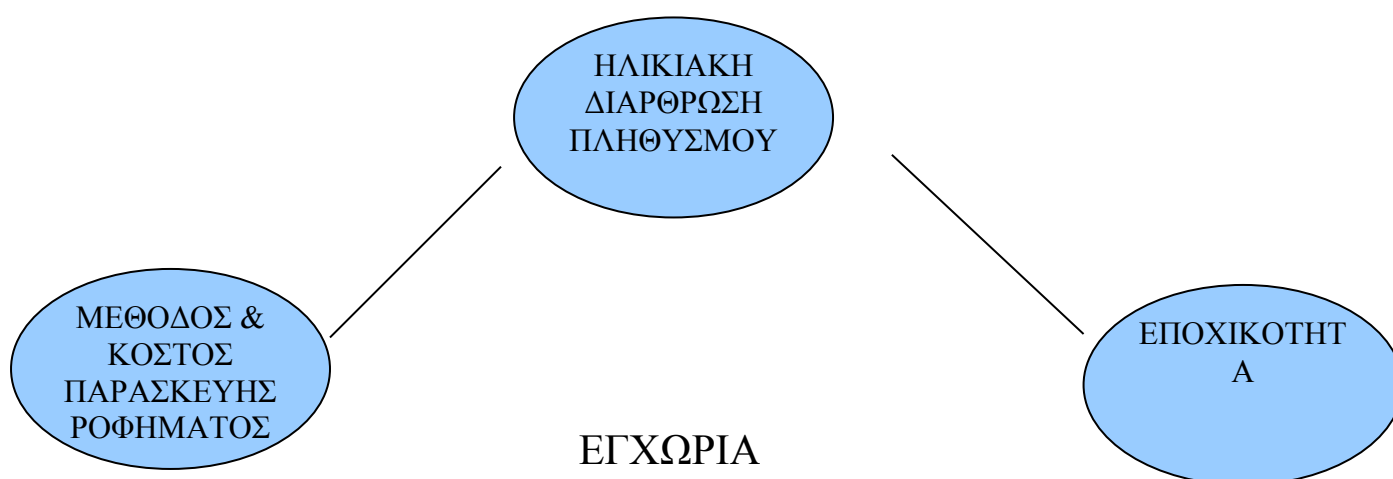 ΗΛΙΚΙΑΚΗ
ΔΙΑΡΘΡΩΣΗ
ΠΛΗΘΥΣΜΟΥ
ΜΕΘΟΔΟΣ &
ΚΟΣΤΟΣ
ΠΑΡΑΣΚΕΥΗΣ
ΡΟΦΗΜΑΤΟΣ
ΕΠΟΧΙΚΟΤΗΤ
Α
ΕΓΧΩΡΙΑ